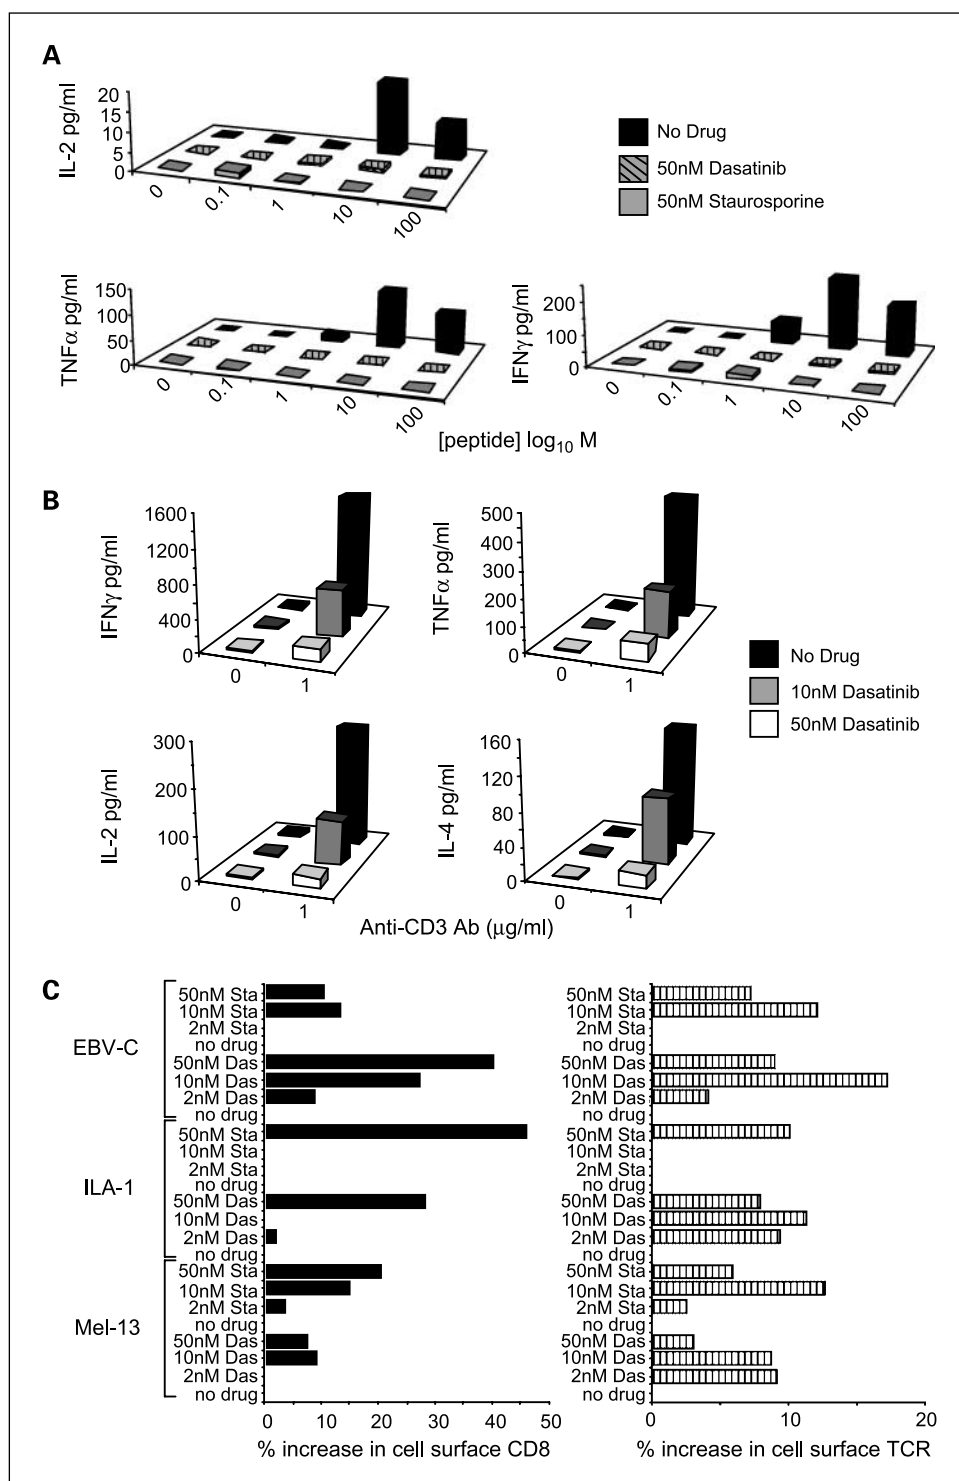 A
IL-2 pg/ml
20
15
10
5
0
0
0.1
1
10
100
No Drug
50nM Dasatinib
50nM Staurosporine
TNFα pg/ml
150
100
50
0
0
0.1
1
10
100
IFNγ pg/ml
200
100
0
0
0.1
1
10
100
[peptide] log₁₀ M
B
IFNγ pg/ml
1600
1200
800
400
0
0
1
TNFα pg/ml
500
400
300
200
100
0
0
1
No Drug
10nM Dasatinib
50nM Dasatinib
IL-2 pg/ml
300
200
100
0
0
1
IL-4 pg/ml
160
120
80
40
0
0
1
Anti-CD3 Ab (μg/ml)
C
EBV-C
50nM Sta
10nM Sta
2nM Sta
no drug
50nM Das
10nM Das
2nM Das
no drug
ILA-1
50nM Sta
10nM Sta
2nM Sta
no drug
50nM Das
10nM Das
2nM Das
no drug
Mel-13
50nM Sta
10nM Sta
2nM Sta
no drug
50nM Das
10nM Das
2nM Das
no drug
0 10 20 30 40 50
% increase in cell surface CD8
50nM Sta
10nM Sta
2nM Sta
no drug
50nM Das
10nM Das
2nM Das
no drug
50nM Sta
10nM Sta
2nM Sta
no drug
50nM Das
10nM Das
2nM Das
no drug
50nM Sta
10nM Sta
2nM Sta
no drug
50nM Das
10nM Das
2nM Das
no drug
0 10 20
% increase in cell surface TCR